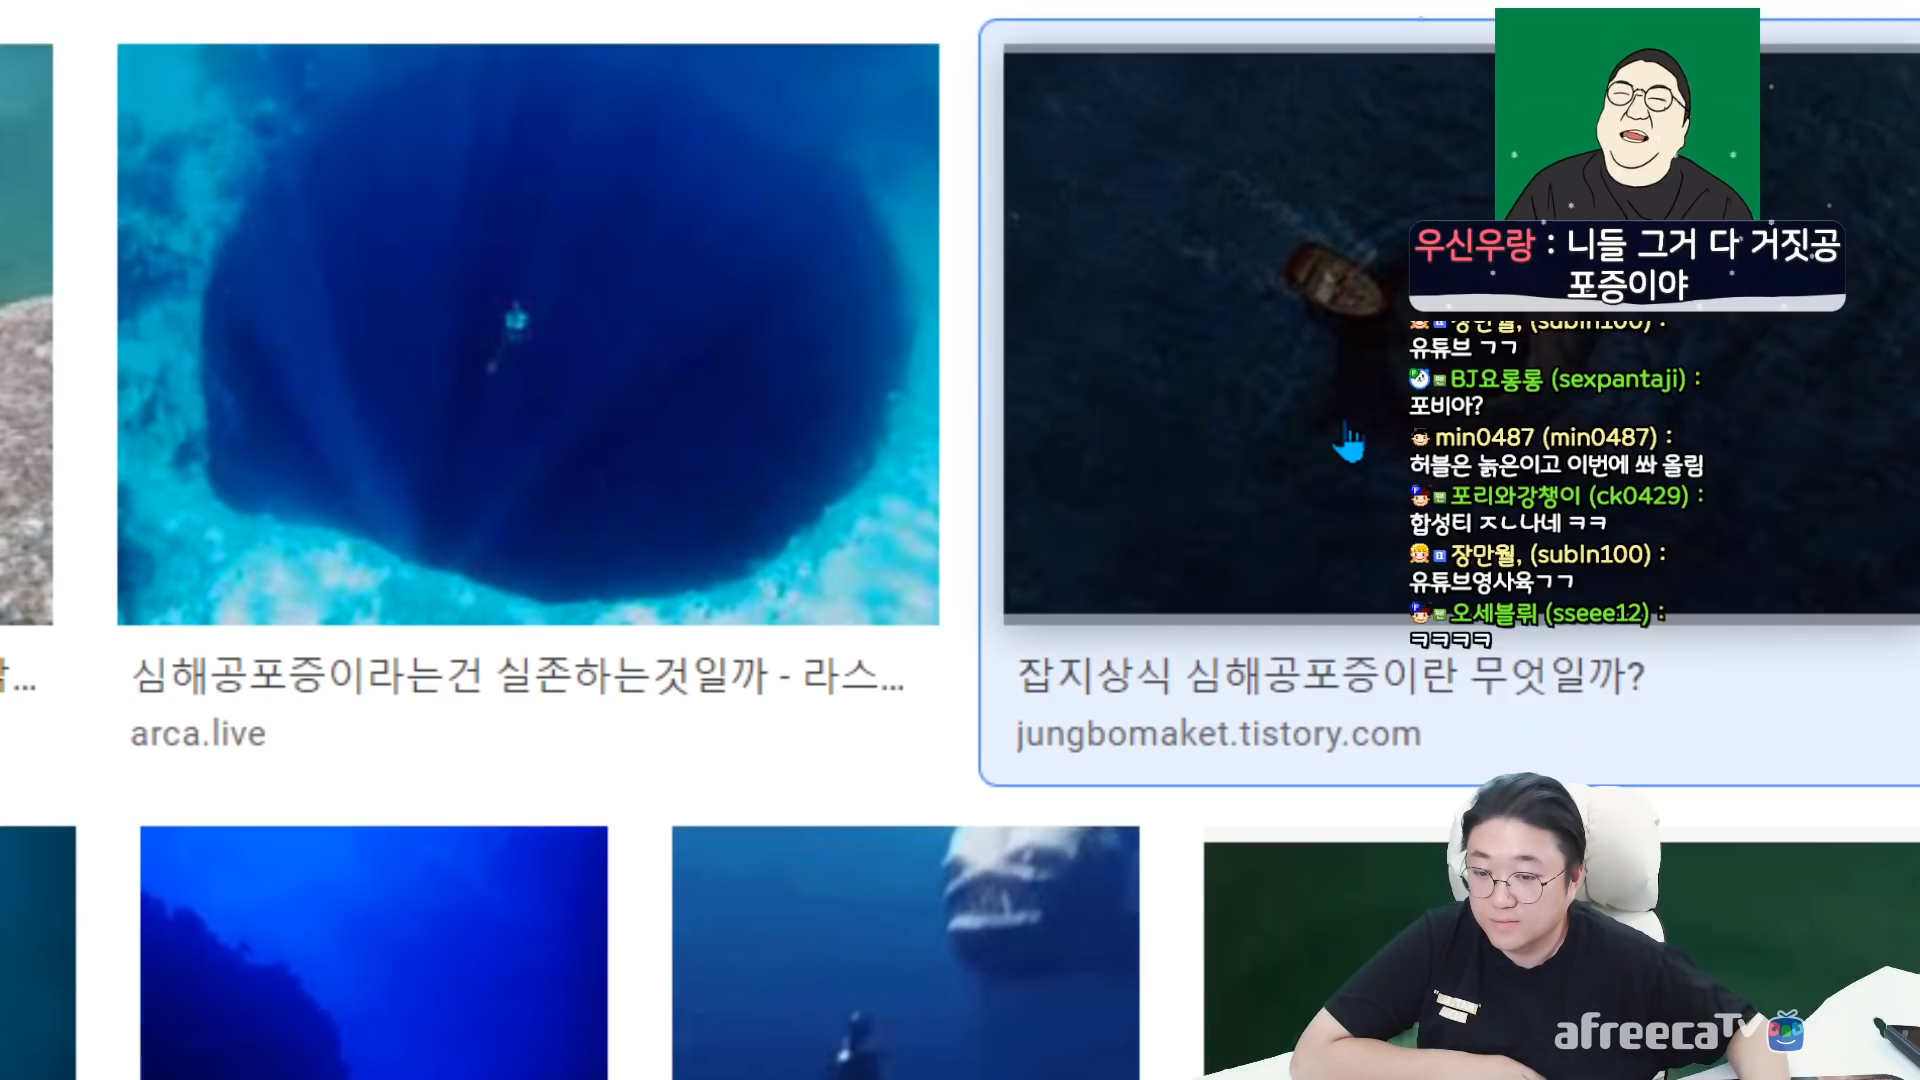 우신우랑 : 니들 그거 다 거짓공
포증이야
장만월, (subln100) :
유튜브 ㄱㄱ
BJ요롱롱 (sexpantaji) :
포비아?
min0487 (min0487) :
허블은 늙은이고 이번에 쏴 올림
포리와강챙이 (ck0429) :
합성티 ㅈㄴ나네 ㅋㅋ
장만월, (subln100) :
유튜브영사육ㄱㄱ
오세블뤼 (sseee12) :
ㅋㅋㅋㅋ
심해공포증이라는건 실존하는것일까 - 라스...
arca.live
잡지상식 심해공포증이란 무엇일까?
jungbomaket.tistory.com
afreecaTV